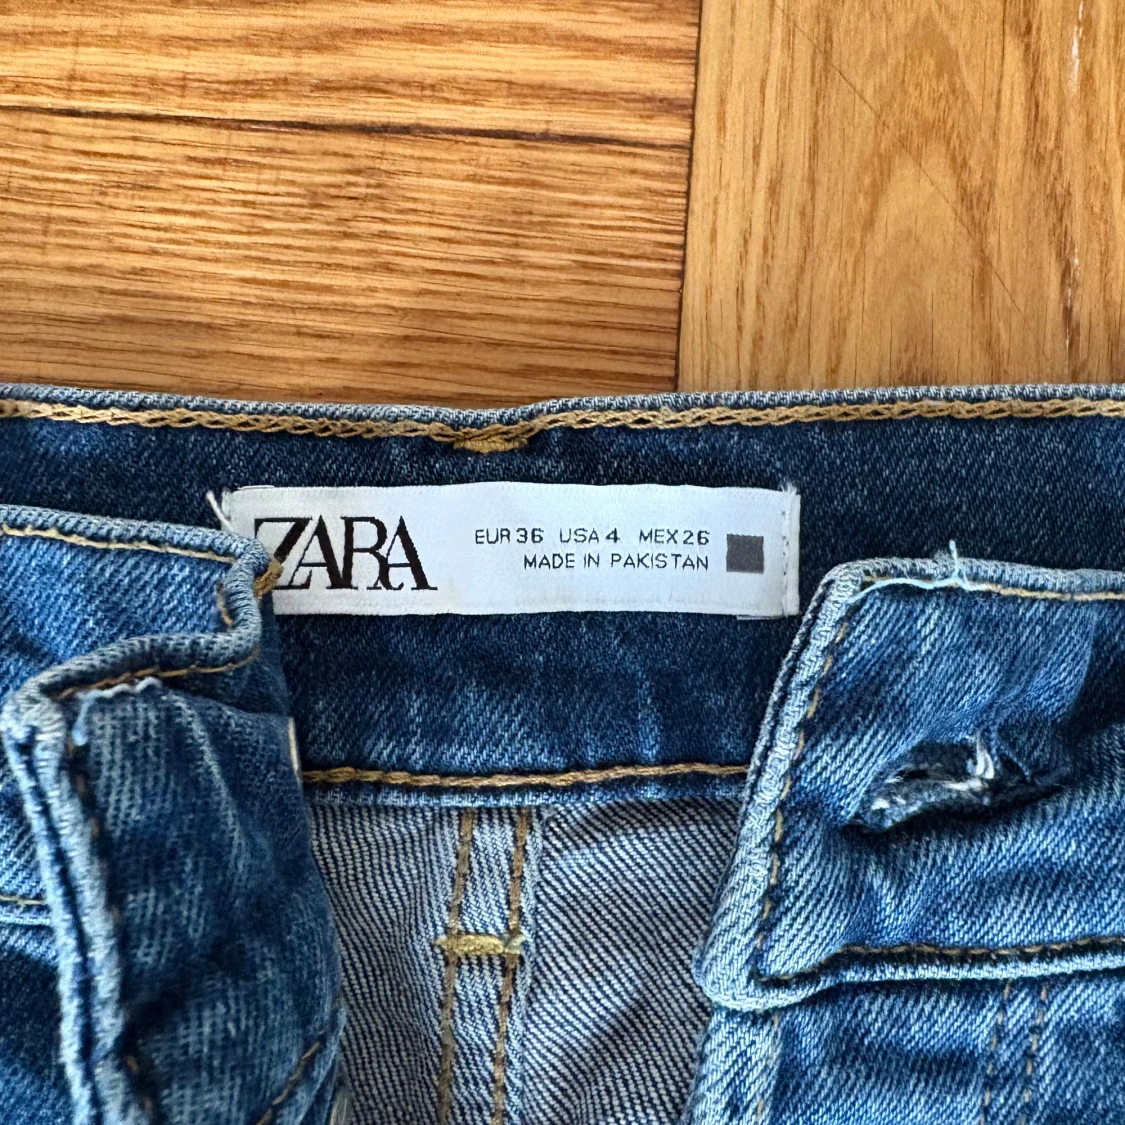 ZARA
EUR 36 USA 4 MEX 26
MADE IN PAKISTAN